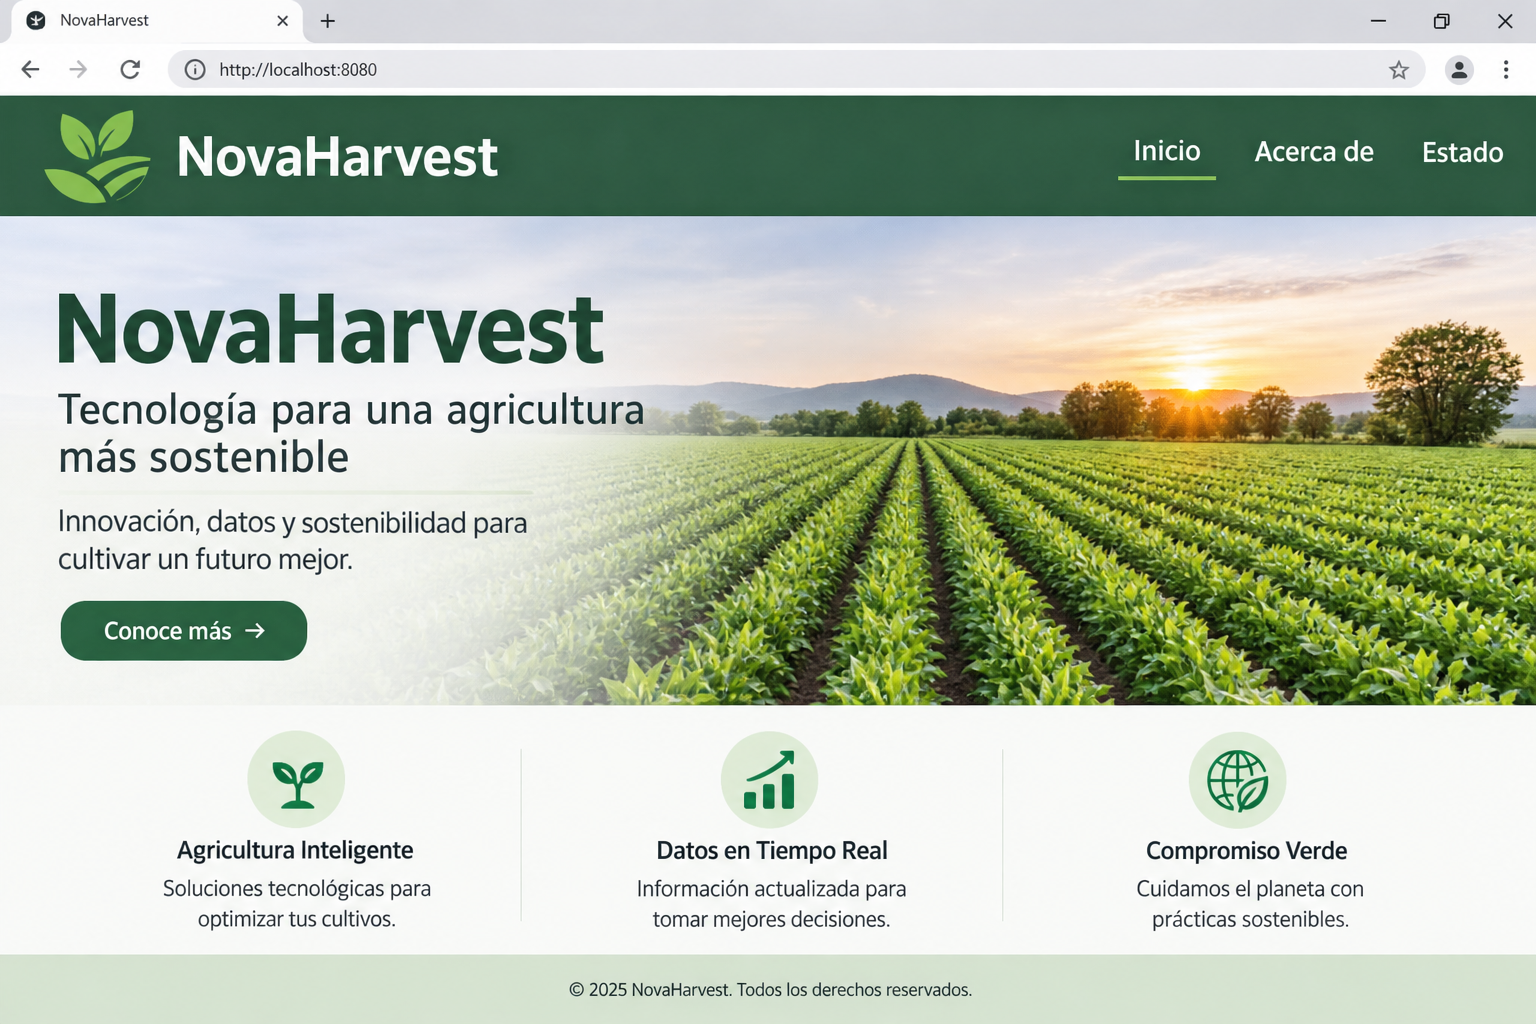 NovaHarvest
http://localhost:8080
NovaHarvest
Inicio
Acerca de
Estado
NovaHarvest
Tecnología para una agricultura
más sostenible
Innovación, datos y sostenibilidad para
cultivar un futuro mejor.
Conoce más →
Agricultura Inteligente
Soluciones tecnológicas para
optimizar tus cultivos.
Datos en Tiempo Real
Información actualizada para
tomar mejores decisiones.
Compromiso Verde
Cuidamos el planeta con
prácticas sostenibles.
© 2025 NovaHarvest. Todos los derechos reservados.